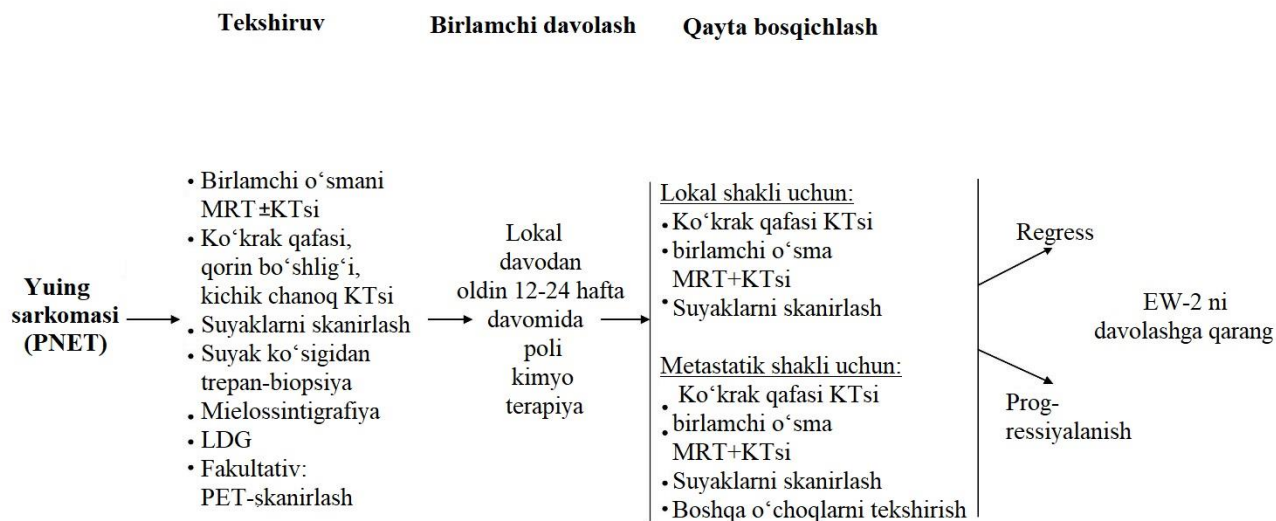 Tekshiruv
Birlamchi davolash
Qayta bosqichlash
Yuing
sarkomasi
(PNET)
• Birlamchi o‘smani
MRT±KTsi
• Ko‘krak qafasi,
qorin bo‘shlig‘i,
kichik chanoq KTsi
• Suyaklarni skanirlash
• Suyak ko‘sigidan
trepan-biopsiya
• Mielossintigrafiya
• LDG
• Fakultativ:
PET-skanirlash
Lokal
davodan
oldin 12-24 hafta
davomida
poli
kimyo
terapiya
Lokal shakli uchun:
• Ko‘krak qafasi KTsi
• birlamchi o‘sma
MRT+KTsi
• Suyaklarni skanirlash
Metastatik shakli uchun:
• Ko‘krak qafasi KTsi
• birlamchi o‘sma
MRT+KTsi
• Suyaklarni skanirlash
• Boshqa o‘choqlarni tekshirish
Regress
Prog-
ressiyalanish
EW-2 ni
davolashga qarang